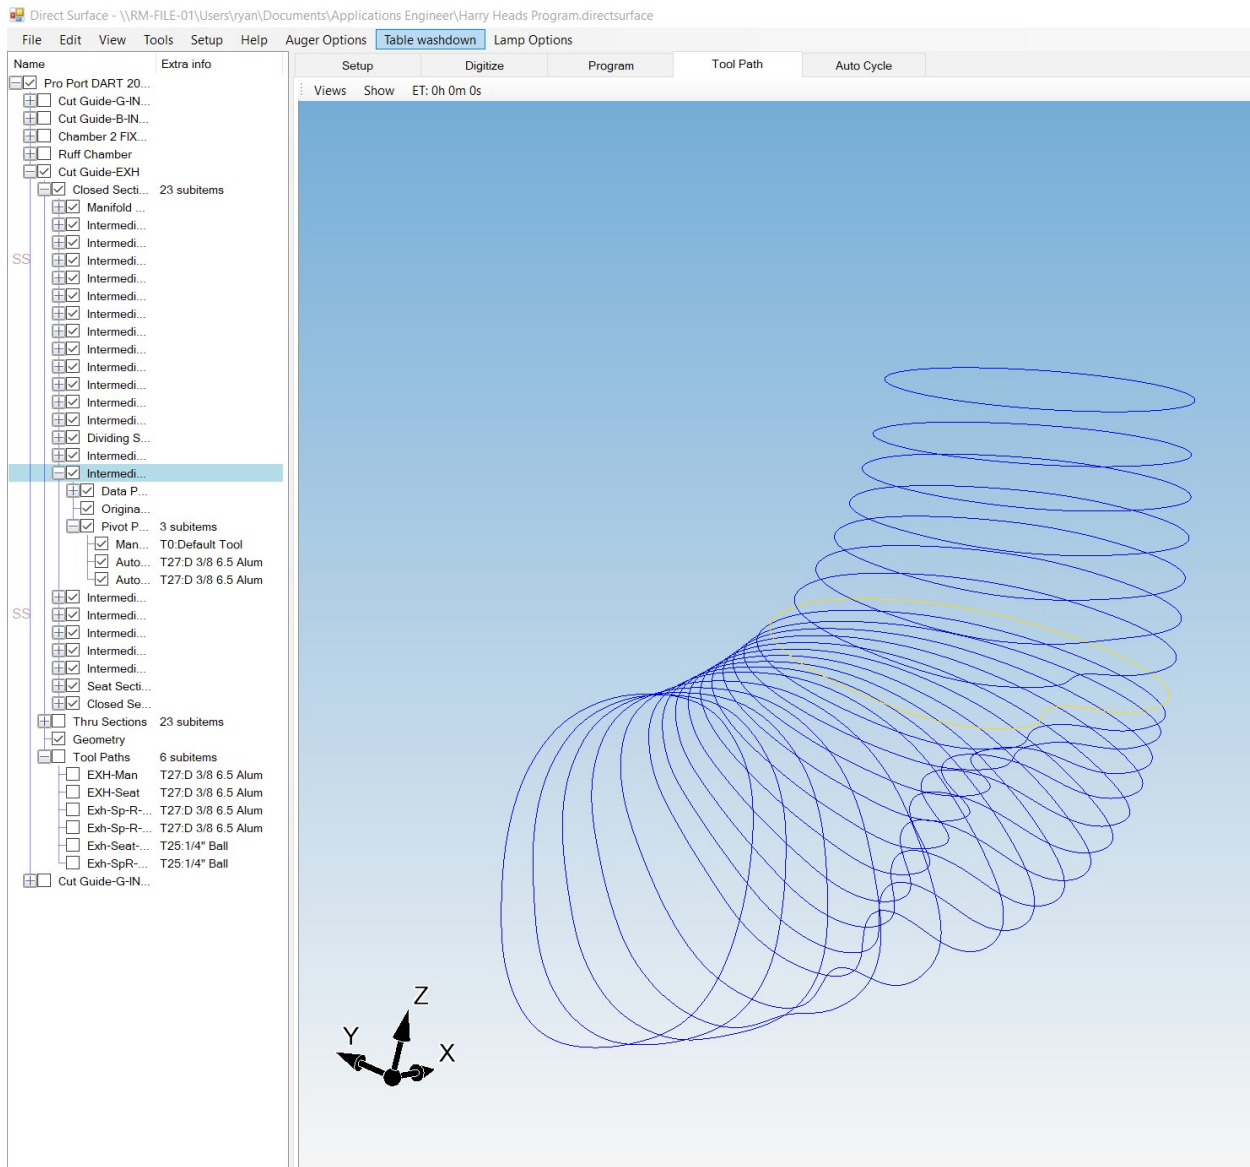 Direct Surface - \\RM-FILE-01\Users\ryan\Documents\Applications Engineer\Harry Heads Program.directsurface
File Edit View Tools Setup Help Auger Options Table washdown Lamp Options
Name Extra info
Setup Digitize Program Tool Path Auto Cycle
Views Show ET: 0h 0m 0s
Pro Port DART 20...
Cut Guide-G-IN...
Cut Guide-B-IN...
Chamber 2 FIX...
Ruff Chamber
Cut Guide-EXH
Closed Secti... 23 subitems
Manifold ...
Intermedi...
Intermedi...
SS Intermedi...
Intermedi...
Intermedi...
Intermedi...
Intermedi...
Intermedi...
Intermedi...
Intermedi...
Intermedi...
Intermedi...
Dividing S...
Intermedi...
Intermedi...
Data P...
Origina...
Pivot P... 3 subitems
Man... T0:Default Tool
Auto... T27:D 3/8 6.5 Alum
Auto... T27:D 3/8 6.5 Alum
Intermedi...
SS Intermedi...
Intermedi...
Intermedi...
Intermedi...
Seat Secti...
Closed Se...
Thru Sections 23 subitems
Geometry
Tool Paths 6 subitems
EXH-Man T27:D 3/8 6.5 Alum
EXH-Seat T27:D 3/8 6.5 Alum
Exh-Sp-R-... T27:D 3/8 6.5 Alum
Exh-Sp-R-... T27:D 3/8 6.5 Alum
Exh-Seat-... T25:1/4" Ball
Exh-SpR-... T25:1/4" Ball
Cut Guide-G-IN...
Z
Y
X